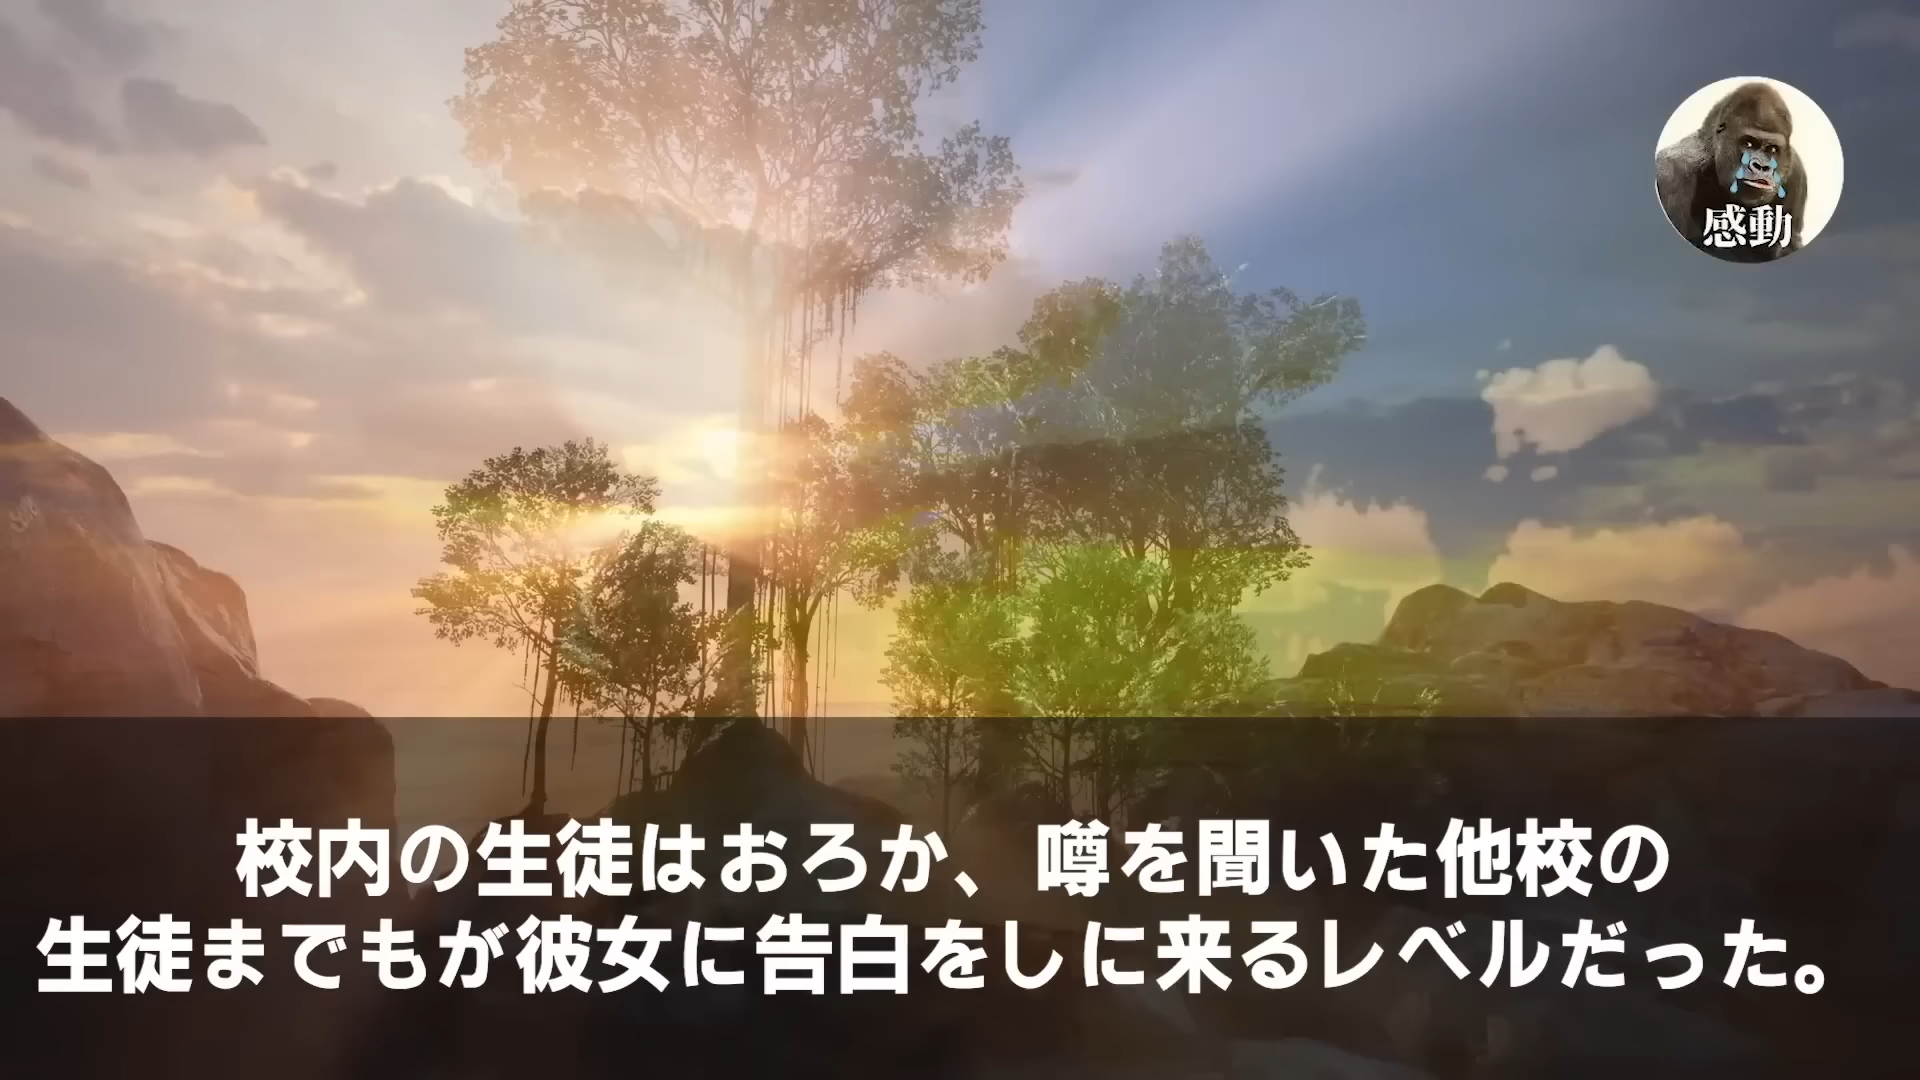 感動
校内の生徒はおろか、噂を聞いた他校の
生徒までもが彼女に告白をしに来るレベルだった。